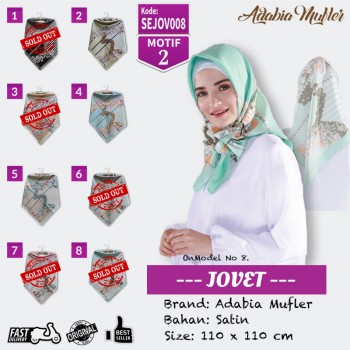 1
2
Kode:
SEJOV008
MOTIF
2
Adabia Mufler
SOLD OUT
3
4
SOLD OUT
5
6
SOLD OUT
7
8
SOLD OUT
SOLD OUT
OnModel No 8.
--- JOVET ---
Brand: Adabia Mufler
Bahan: Satin
Size: 110 x 110 cm
FAST
DELIVERY
ORIGINAL
BEST
SELLER